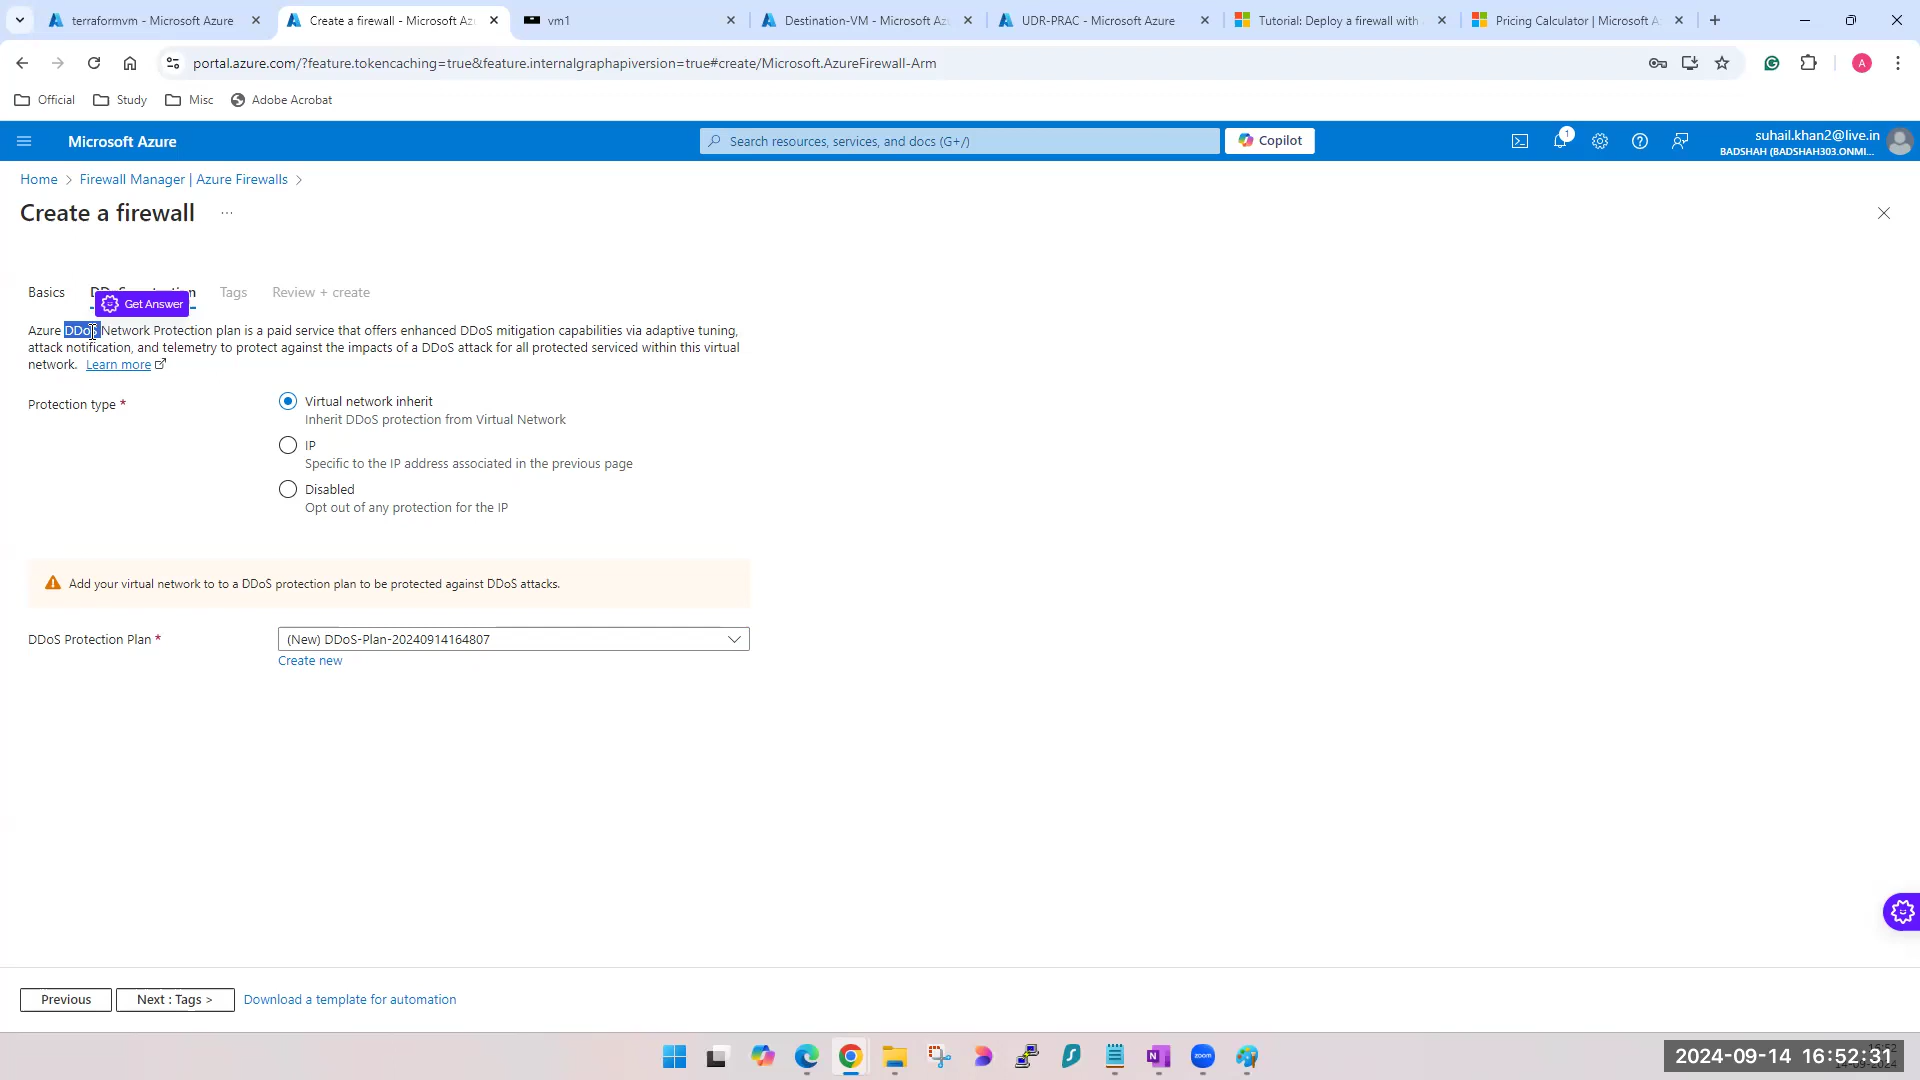 terraformvm - Microsoft Azure
Create a firewall - Microsoft Az
vm1
Destination-VM - Microsoft Az
UDR-PRAC - Microsoft Azure
Tutorial: Deploy a firewall with
Pricing Calculator | Microsoft A
portal.azure.com/?feature.tokencaching=true&feature.internalgraphapiversion=true#create/Microsoft.AzureFirewall-Arm
A
Official
Study
Misc
Adobe Acrobat
Microsoft Azure
Search resources, services, and docs (G+/)
Copilot
1
suhail.khan2@live.in
BADSHAH (BADSHAH303.ONMI...
Home > Firewall Manager | Azure Firewalls >
Create a firewall ...
Basics
Tags
Review + create
Get Answer
Azure DDoS Network Protection plan is a paid service that offers enhanced DDoS mitigation capabilities via adaptive tuning,
attack notification, and telemetry to protect against the impacts of a DDoS attack for all protected serviced within this virtual
network. Learn more
Protection type *
Virtual network inherit
Inherit DDoS protection from Virtual Network
IP
Specific to the IP address associated in the previous page
Disabled
Opt out of any protection for the IP
Add your virtual network to to a DDoS protection plan to be protected against DDoS attacks.
DDoS Protection Plan *
(New) DDoS-Plan-20240914164807
Create new
Previous
Next : Tags >
Download a template for automation
zoom
2024-09-14 16:52:31